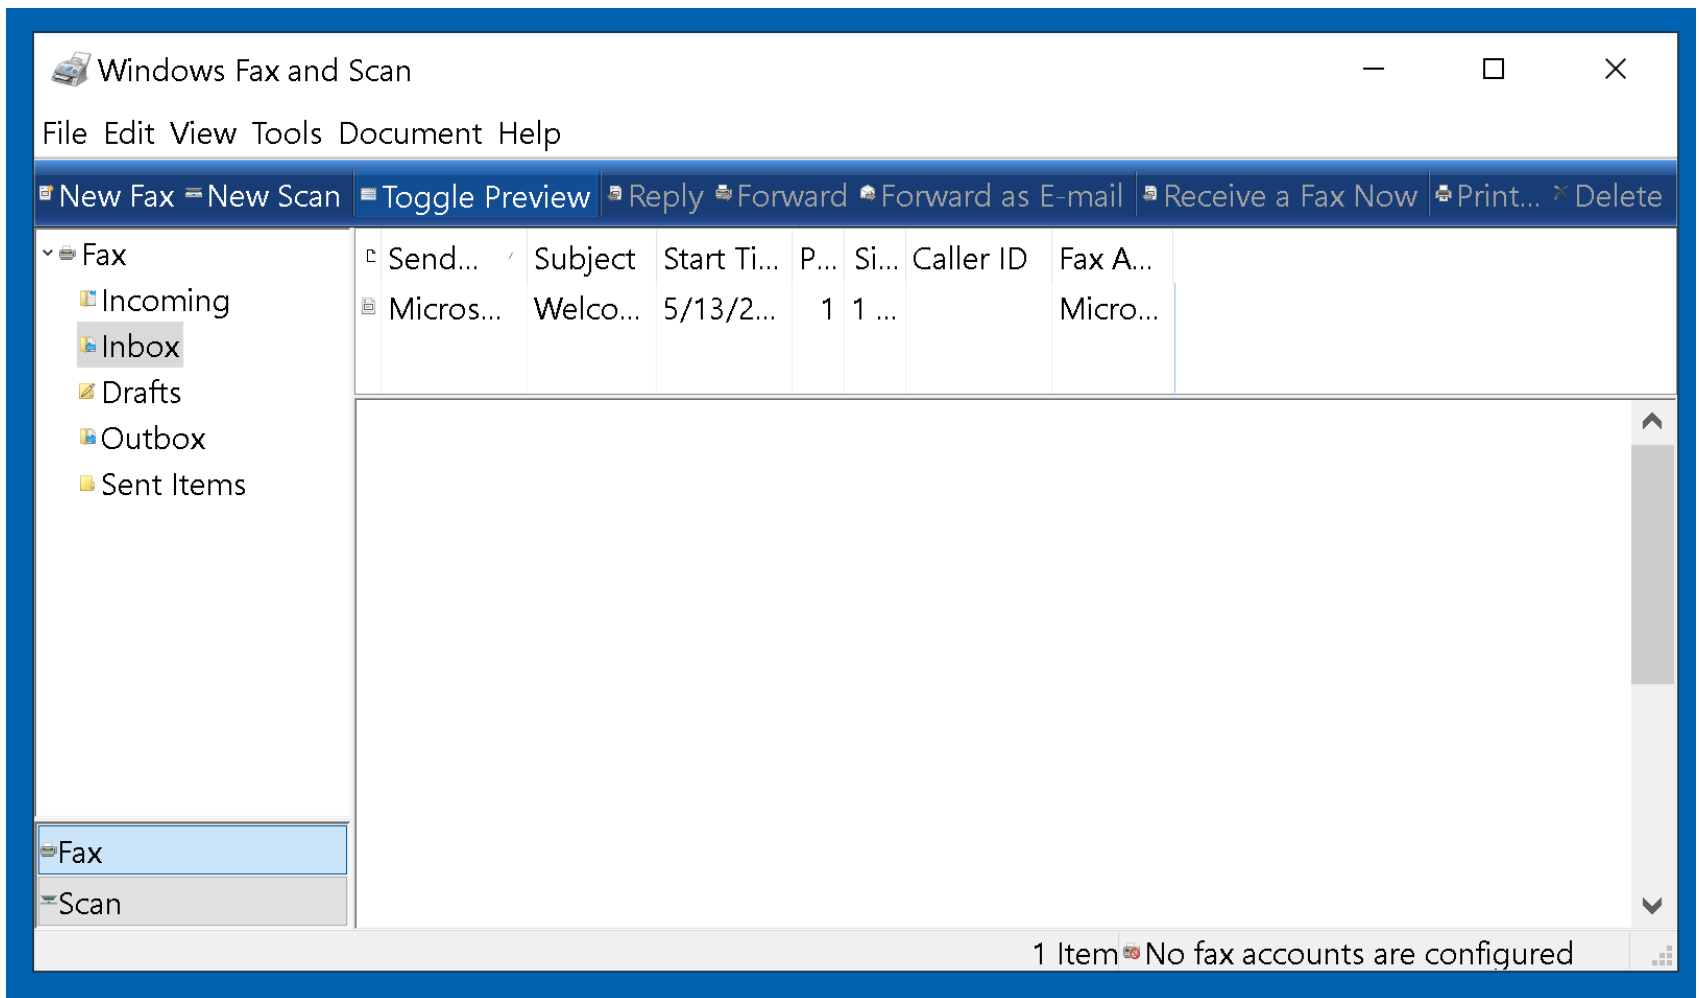 Windows Fax and Scan
File Edit View Tools Document Help
New Fax New Scan Toggle Preview Reply Forward Forward as E-mail Receive a Fax Now Print... Delete
Fax
Incoming
Inbox
Drafts
Outbox
Sent Items
Send... Subject Start Ti... P... Si... Caller ID Fax A...
Micros... Welco... 5/13/2... 1 1 ... Micro...
Fax
Scan
1 Item No fax accounts are configured